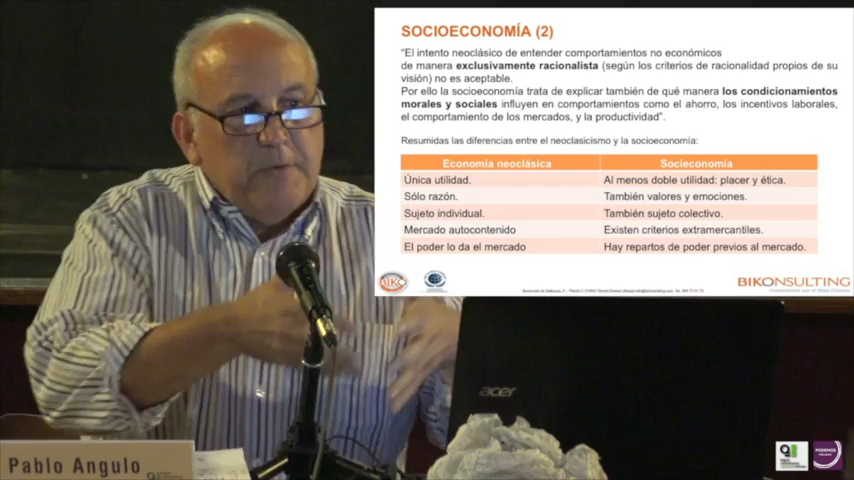 SOCIOECONOMÍA (2)
“El intento neoclásico de entender comportamientos no económicos
de manera exclusivamente racionalista (según los criterios de racionalidad propios de su
visión) no es aceptable.
Por ello la socioeconomía trata de explicar también de qué manera los condicionamientos
morales y sociales influyen en comportamientos como el ahorro, los incentivos laborales,
el comportamiento de los mercados, y la productividad”.
Resumidas las diferencias entre el neoclasicismo y la socioeconomía:
Economía neoclásica Socieconomía
Única utilidad. Al menos doble utilidad: placer y ética.
Sólo razón. También valores y emociones.
Sujeto individual. También sujeto colectivo.
Mercado autocontenido Existen criterios extramercantiles.
El poder lo da el mercado Hay repartos de poder previos al mercado.
BIKO
BIKONSULTING
acer
Pablo Angulo
PODEMOS